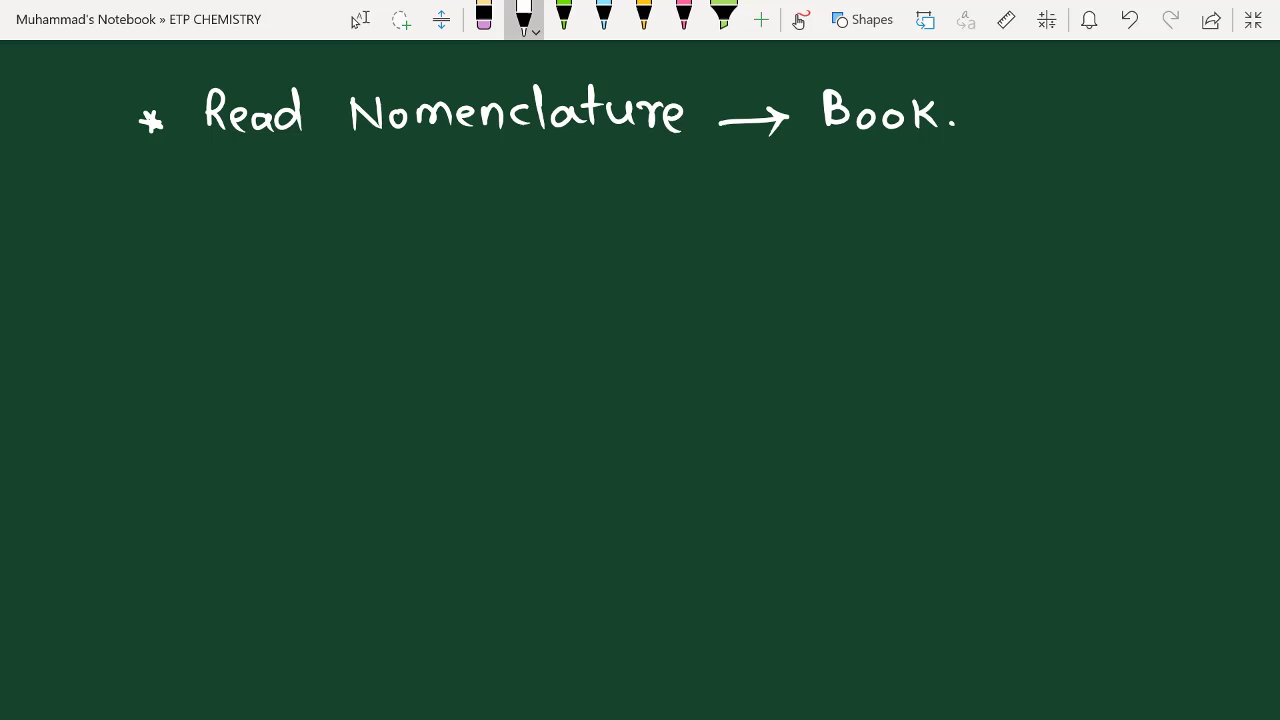 Muhammad's Notebook » ETP CHEMISTRY Shapes
* Read Nomenclature → Book.